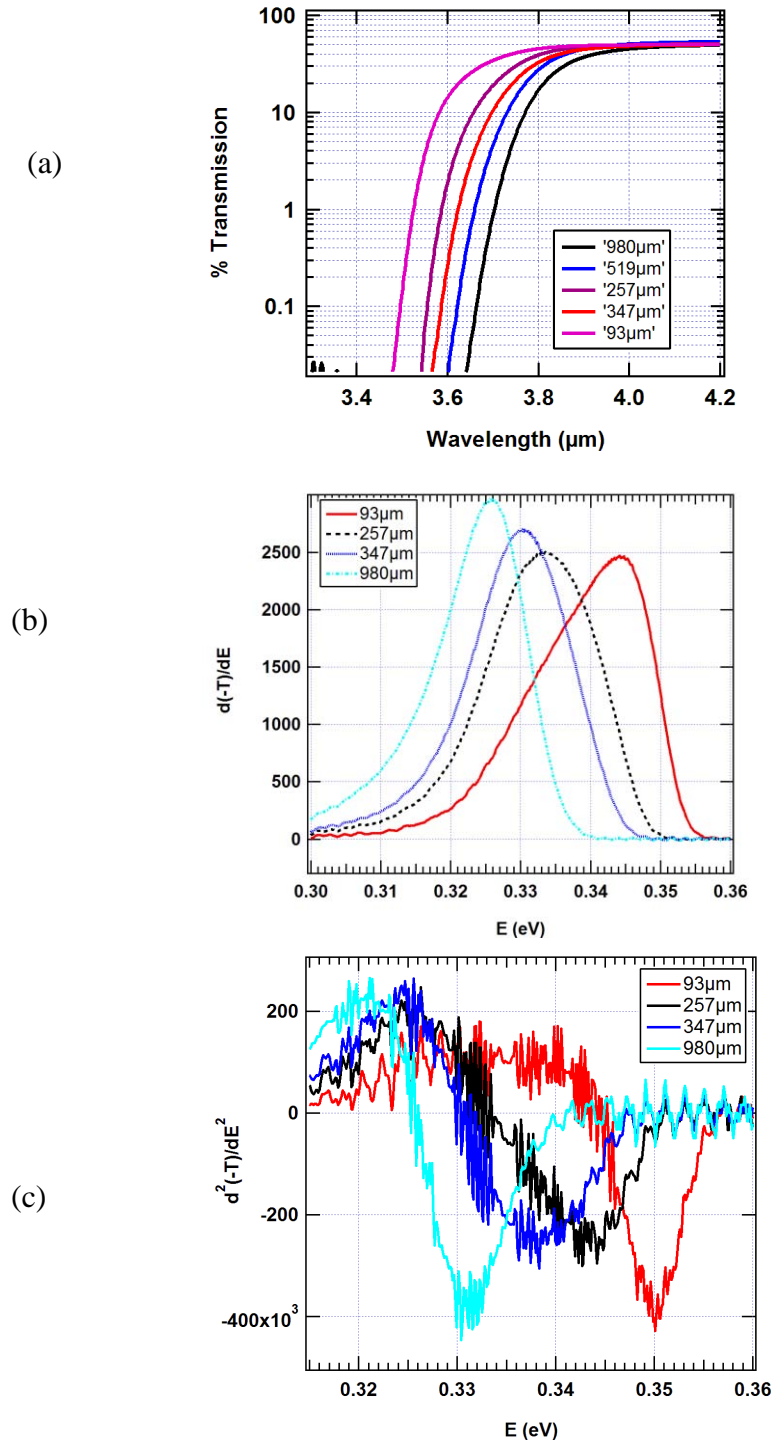 (a)
% Transmission
100
10
1
0.1
'980µm'
'519µm'
'257µm'
'347µm'
'93µm'
3.4 3.6 3.8 4.0 4.2
Wavelength (µm)
(b)
d(-T)/dE
2500
2000
1500
1000
500
0
93µm
257µm
347µm
980µm
0.30 0.31 0.32 0.33 0.34 0.35 0.36
E (eV)
(c)
d²(-T)/dE²
200
0
-200
-400x10³
93µm
257µm
347µm
980µm
0.32 0.33 0.34 0.35 0.36
E (eV)